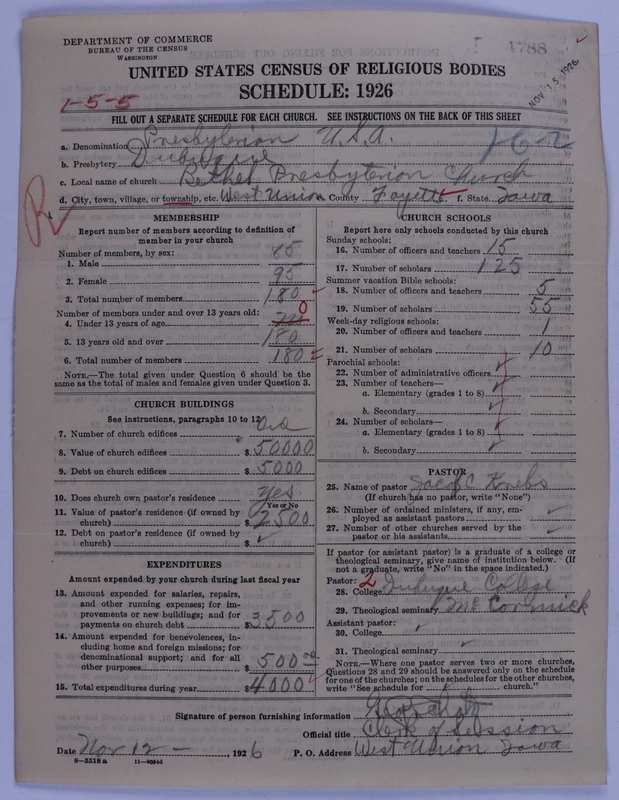 DEPARTMENT OF COMMERCE
BUREAU OF THE CENSUS
WASHINGTON
1788
NOV 15 1926
UNITED STATES CENSUS OF RELIGIOUS BODIES
SCHEDULE: 1926
1-5-5
FILL OUT A SEPARATE SCHEDULE FOR EACH CHURCH. SEE INSTRUCTIONS ON THE BACK OF THIS SHEET
a. Denomination Presbyterian U.S.A.
162
b. Presbytery Dubuque
c. Local name of church Bethel Presbyterian Church
d. City, town, village, or township, etc. West Union County Fayette f. State Iowa
R
MEMBERSHIP
Report number of members according to definition of
member in your church
Number of members, by sex:
1. Male 85
2. Female 95
3. Total number of members 180
Number of members under and over 13 years old:
4. Under 13 years of age 0
5. 13 years old and over 180
6. Total number of members 180
NOTE.—The total given under Question 6 should be the
same as the total of males and females given under Question 3.
CHURCH BUILDINGS
See instructions, paragraphs 10 to 12
7. Number of church edifices one
8. Value of church edifices $ 50000
9. Debt on church edifices $ 5000
10. Does church own pastor's residence yes
Yes or No
11. Value of pastor's residence (if owned by
church) $ 2500
12. Debt on pastor's residence (if owned by
church) $ ✓
EXPENDITURES
Amount expended by your church during last fiscal year
13. Amount expended for salaries, repairs,
and other running expenses; for im-
provements or new buildings; and for
payments on church debt $ 3500
14. Amount expended for benevolences, in-
cluding home and foreign missions; for
denominational support; and for all
other purposes $ 500 00
15. Total expenditures during year $ 4000
CHURCH SCHOOLS
Report here only schools conducted by this church
Sunday schools:
16. Number of officers and teachers 15
17. Number of scholars 125
Summer vacation Bible schools:
18. Number of officers and teachers 5
19. Number of scholars 55
Week-day religious schools:
20. Number of officers and teachers 1
21. Number of scholars 10
Parochial schools:
22. Number of administrative officers ✓
23. Number of teachers—
a. Elementary (grades 1 to 8) ✓
b. Secondary ✓
24. Number of scholars—
a. Elementary (grades 1 to 8) ✓
b. Secondary ✓
PASTOR
25. Name of pastor Jacob C Krebs
(If church has no pastor, write "None")
26. Number of ordained ministers, if any, em-
ployed as assistant pastors ✓
27. Number of other churches served by the
pastor or his assistants ✓
If pastor (or assistant pastor) is a graduate of a college or
theological seminary, give name of institution below. (If
not a graduate, write "No" in the space indicated.)
Pastor: 2
28. College Dubuque College
29. Theological seminary McCormick
Assistant pastor:
30. College ✓
31. Theological seminary ✓
NOTE.—Where one pastor serves two or more churches,
Questions 28 and 29 should be answered only on the schedule
for one of the churches; on the schedules for the other churches,
write "See schedule for church."
Signature of person furnishing information
Official title Clerk of Session
Date Nov 12 —, 1926 P. O. Address West Union Iowa
8—5318 a